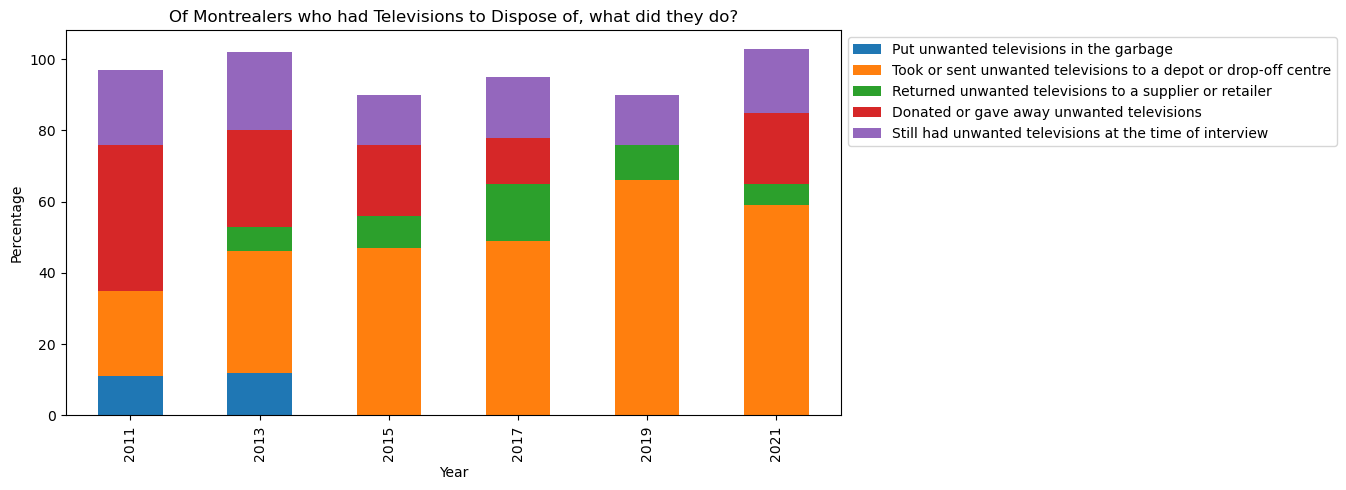 Of Montrealers who had Televisions to Dispose of, what did they do?
Put unwanted televisions in the garbage
Took or sent unwanted televisions to a depot or drop-off centre
Returned unwanted televisions to a supplier or retailer
Donated or gave away unwanted televisions
Still had unwanted televisions at the time of interview
Percentage
100
80
60
40
20
0
2011
2013
2015
2017
2019
2021
Year